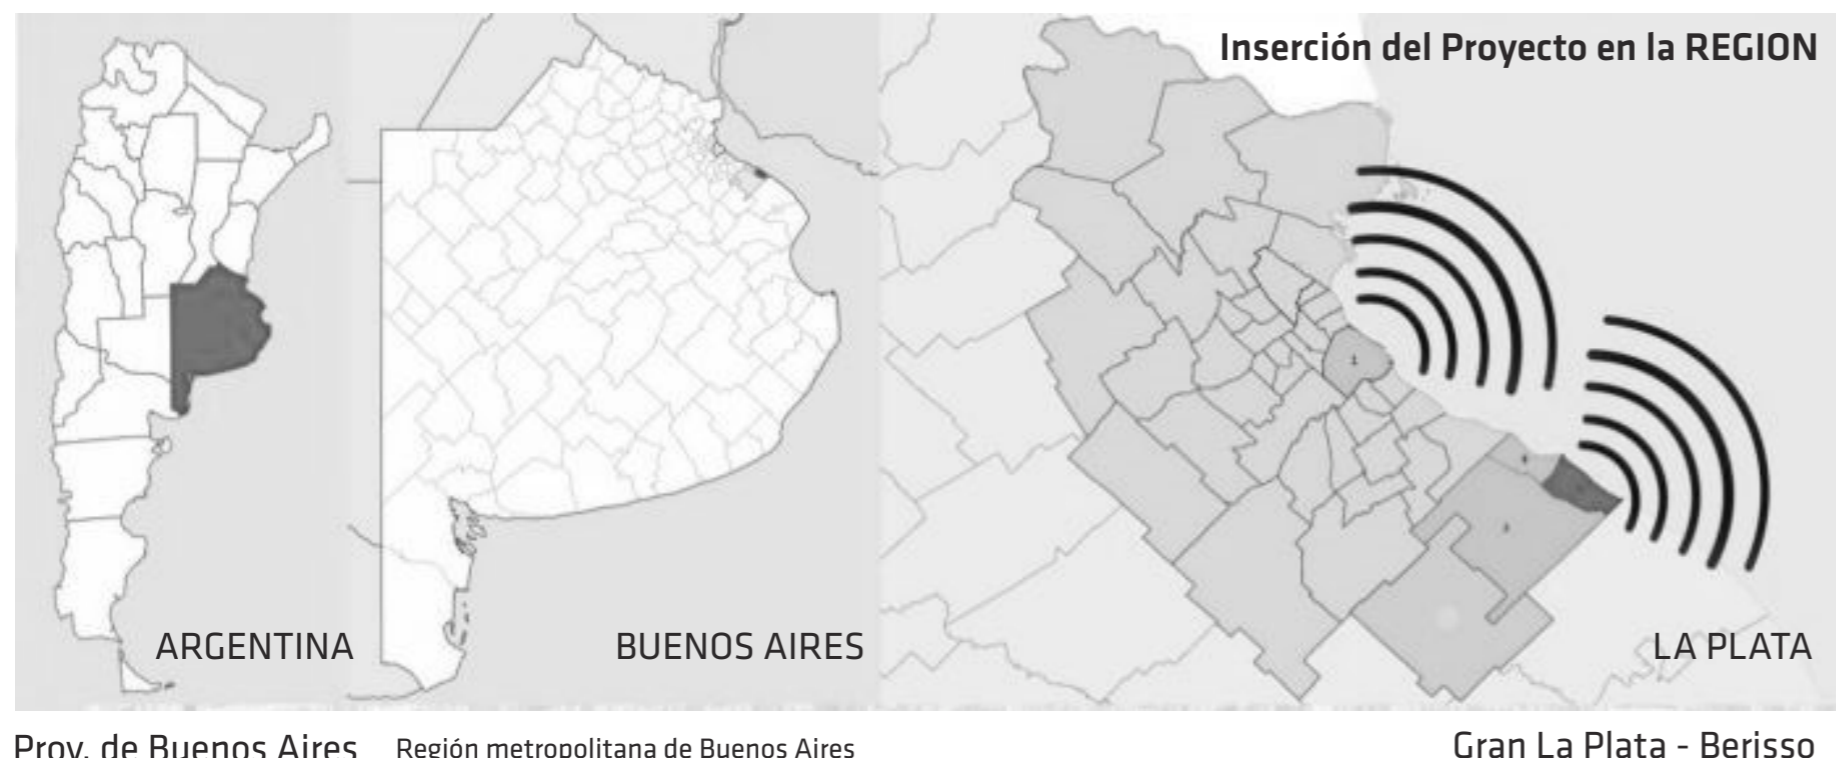 Inserción del Proyecto en la REGION
1
ARGENTINA
BUENOS AIRES
LA PLATA
Prov. de Buenos Aires
Región metropolitana de Buenos Aires
Gran La Plata - Berisso